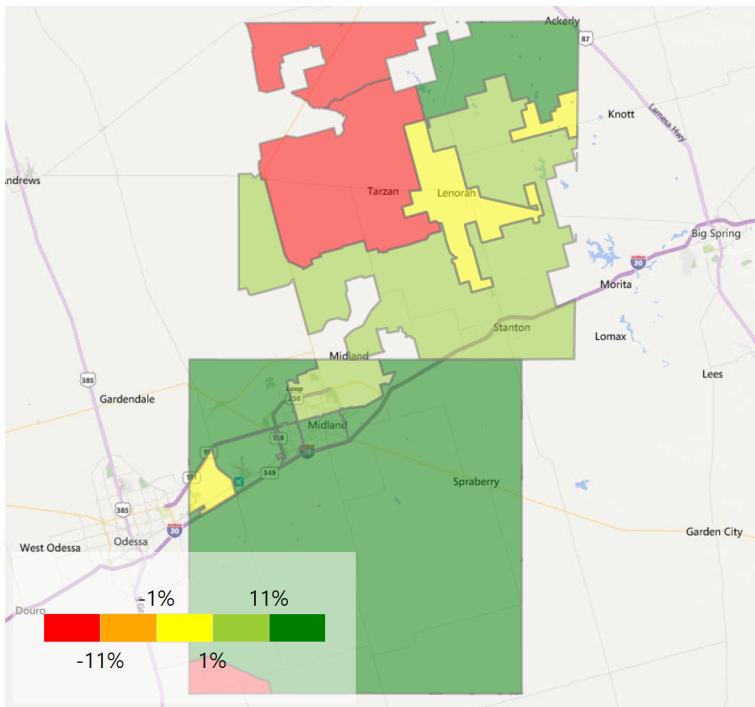 Ackerly
87
Knott
Lamesa Hwy
Andrews
Tarzan
Lenorah
Big Spring
20
Morita
Stanton
Lomax
Midland
Lees
385
Gardendale
Loop
250
Midland
158
191
191
349
Spraberry
385
20
Garden City
West Odessa
Odessa
-1% 11%
Douro
-11% 1%